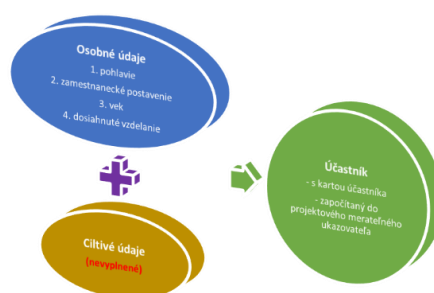 Osobné údaje
1. pohlavie
2. zamestnanecké postavenie
3. vek
4. dosiahnuté vzdelanie
Účastník
- s kartou účastníka
- započítaný do
projektového merateľného
ukazovateľa
Ciltivé údaje
(nevyplnené)